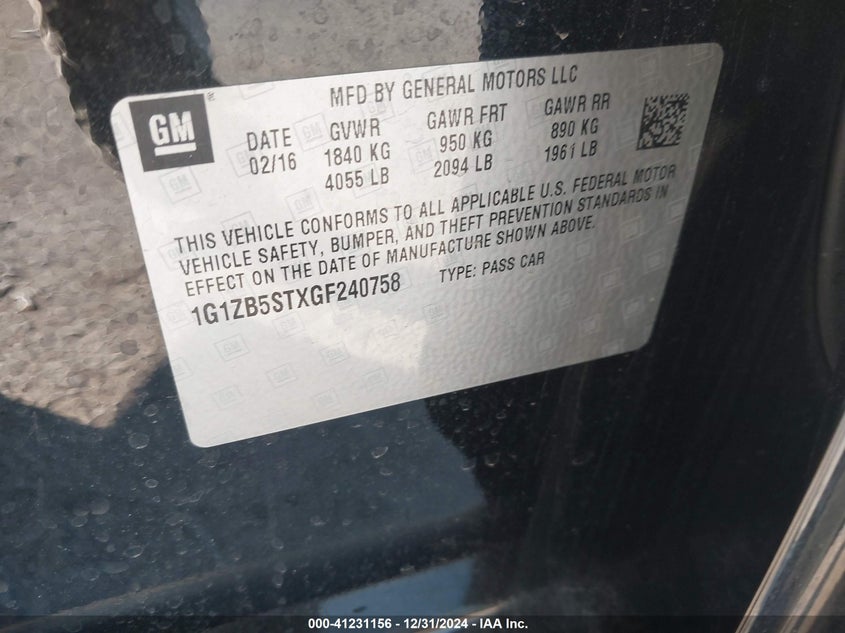 GM
MFD BY GENERAL MOTORS LLC
DATE GVWR GAWR FRT GAWR RR
02/16 1840 KG 950 KG 890 KG
4055 LB 2094 LB 1961 LB
THIS VEHICLE CONFORMS TO ALL APPLICABLE U.S. FEDERAL MOTOR
VEHICLE SAFETY, BUMPER, AND THEFT PREVENTION STANDARDS IN
EFFECT ON THE DATE OF MANUFACTURE SHOWN ABOVE.
1G1ZB5STXGF240758 TYPE: PASS CAR
000-41231156 - 12/31/2024 - IAA Inc.